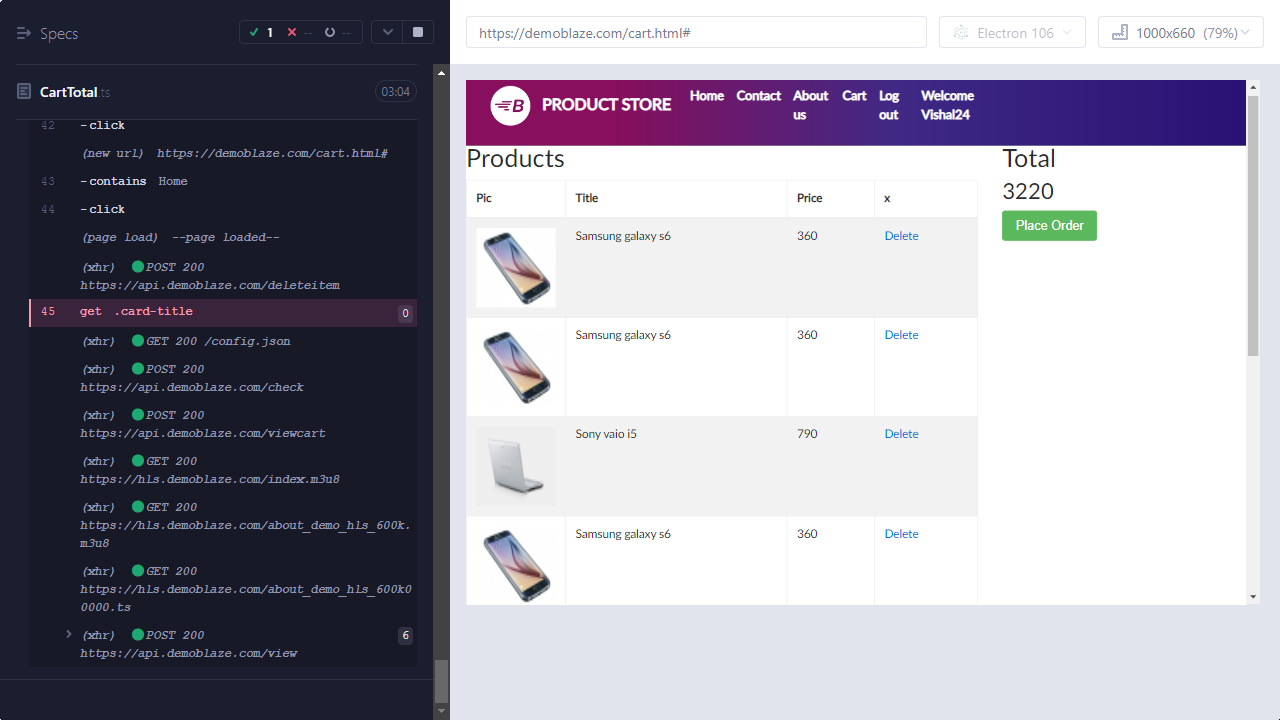 Specs
1 -- --
https://demoblaze.com/cart.html#
Electron 106
1000x660 (79%)
CartTotal.ts
03:04
42 -click
(new url) https://demoblaze.com/cart.html#
43 -contains Home
44 -click
(page load) --page loaded--
(xhr) POST 200
https://api.demoblaze.com/deleteitem
45 get .card-title 0
(xhr) GET 200 /config.json
(xhr) POST 200
https://api.demoblaze.com/check
(xhr) POST 200
https://api.demoblaze.com/viewcart
(xhr) GET 200
https://hls.demoblaze.com/index.m3u8
(xhr) GET 200
https://hls.demoblaze.com/about_demo_hls_600k.
m3u8
(xhr) GET 200
https://hls.demoblaze.com/about_demo_hls_600k0
0000.ts
(xhr) POST 200 6
https://api.demoblaze.com/view
B PRODUCT STORE Home Contact About Cart Log Welcome
us out Vishal24
Products
Pic Title Price x
Samsung galaxy s6 360 Delete
Samsung galaxy s6 360 Delete
Sony vaio i5 790 Delete
Samsung galaxy s6 360 Delete
Total
3220
Place Order